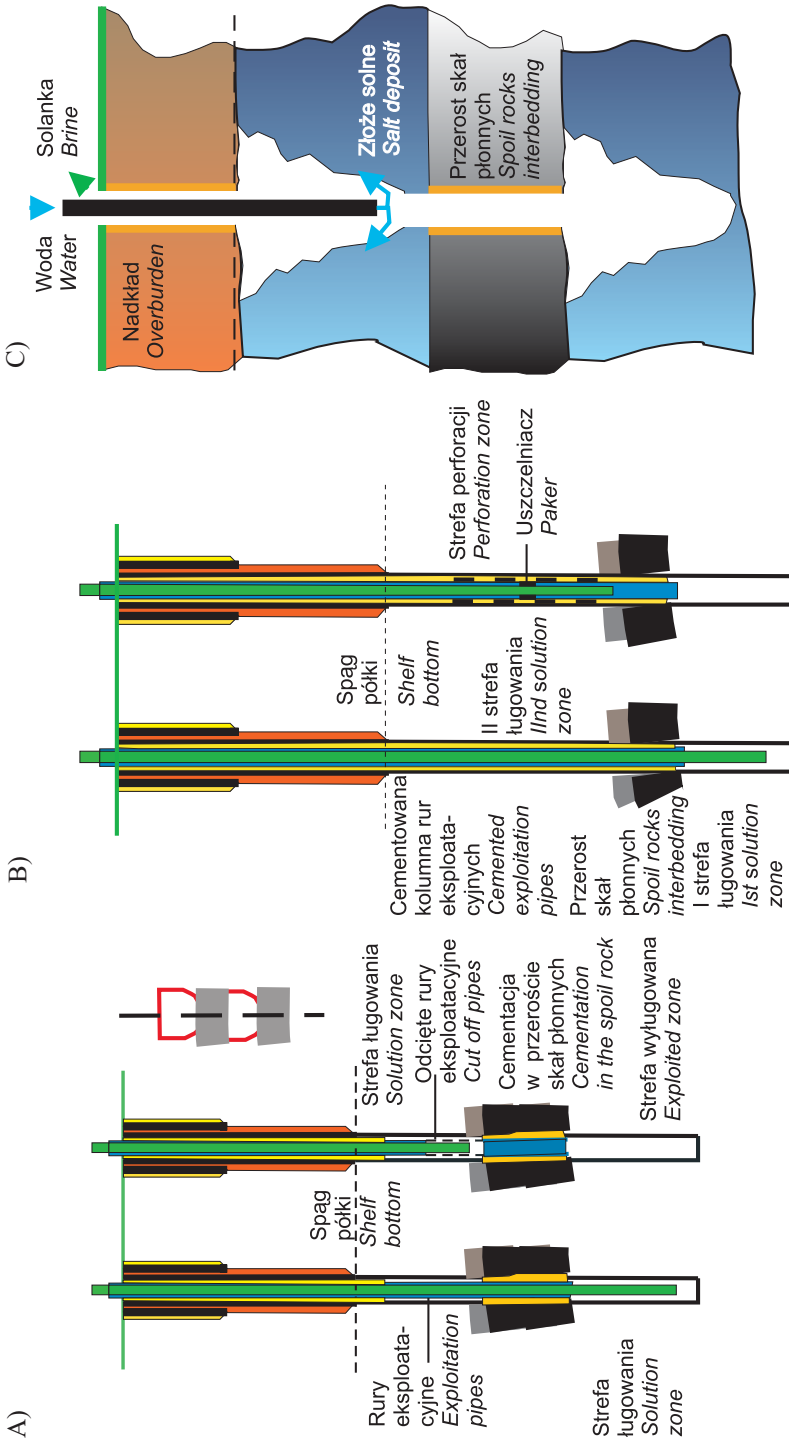 A)
Rury
eksploata-
cyjne
Exploitation
pipes
Strefa
ługowania
Solution
zone
Spąg
półki
Shelf
bottom
Strefa ługowania
Solution zone
Odcięte rury
eksploatacyjne
Cut off pipes
Cementacja
w przeroście
skał płonnych
Cementation
in the spoil rock
Strefa wyługowana
Exploited zone
B)
Cementowana
kolumna rur
eksploata-
cyjnych
Cemented
exploitation
pipes
Przerost
skał
płonnych
Spoil rocks
interbedding
I strefa
ługowania
Ist solution
zone
Spąg
półki
Shelf
bottom
II strefa
ługowania
IInd solution
zone
Strefa perforacji
Perforation zone
Uszczelniacz
Paker
C)
Woda
Water
Solanka
Brine
Nadkład
Overburden
Złoże solne
Salt deposit
Przerost skał
płonnych
Spoil rocks
interbedding